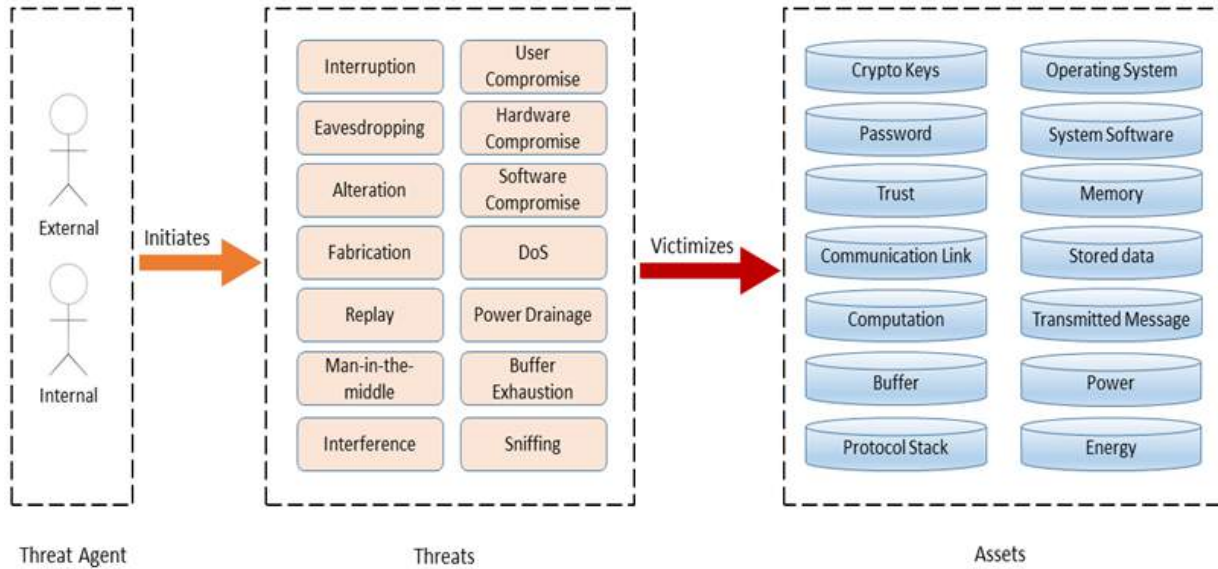 External
Internal
Threat Agent
Initiates
Interruption
User
Compromise
Eavesdropping
Hardware
Compromise
Alteration
Software
Compromise
Fabrication
DoS
Replay
Power Drainage
Man-in-the-
middle
Buffer
Exhaustion
Interference
Sniffing
Threats
Victimizes
Crypto Keys
Operating System
Password
System Software
Trust
Memory
Communication Link
Stored data
Computation
Transmitted Message
Buffer
Power
Protocol Stack
Energy
Assets